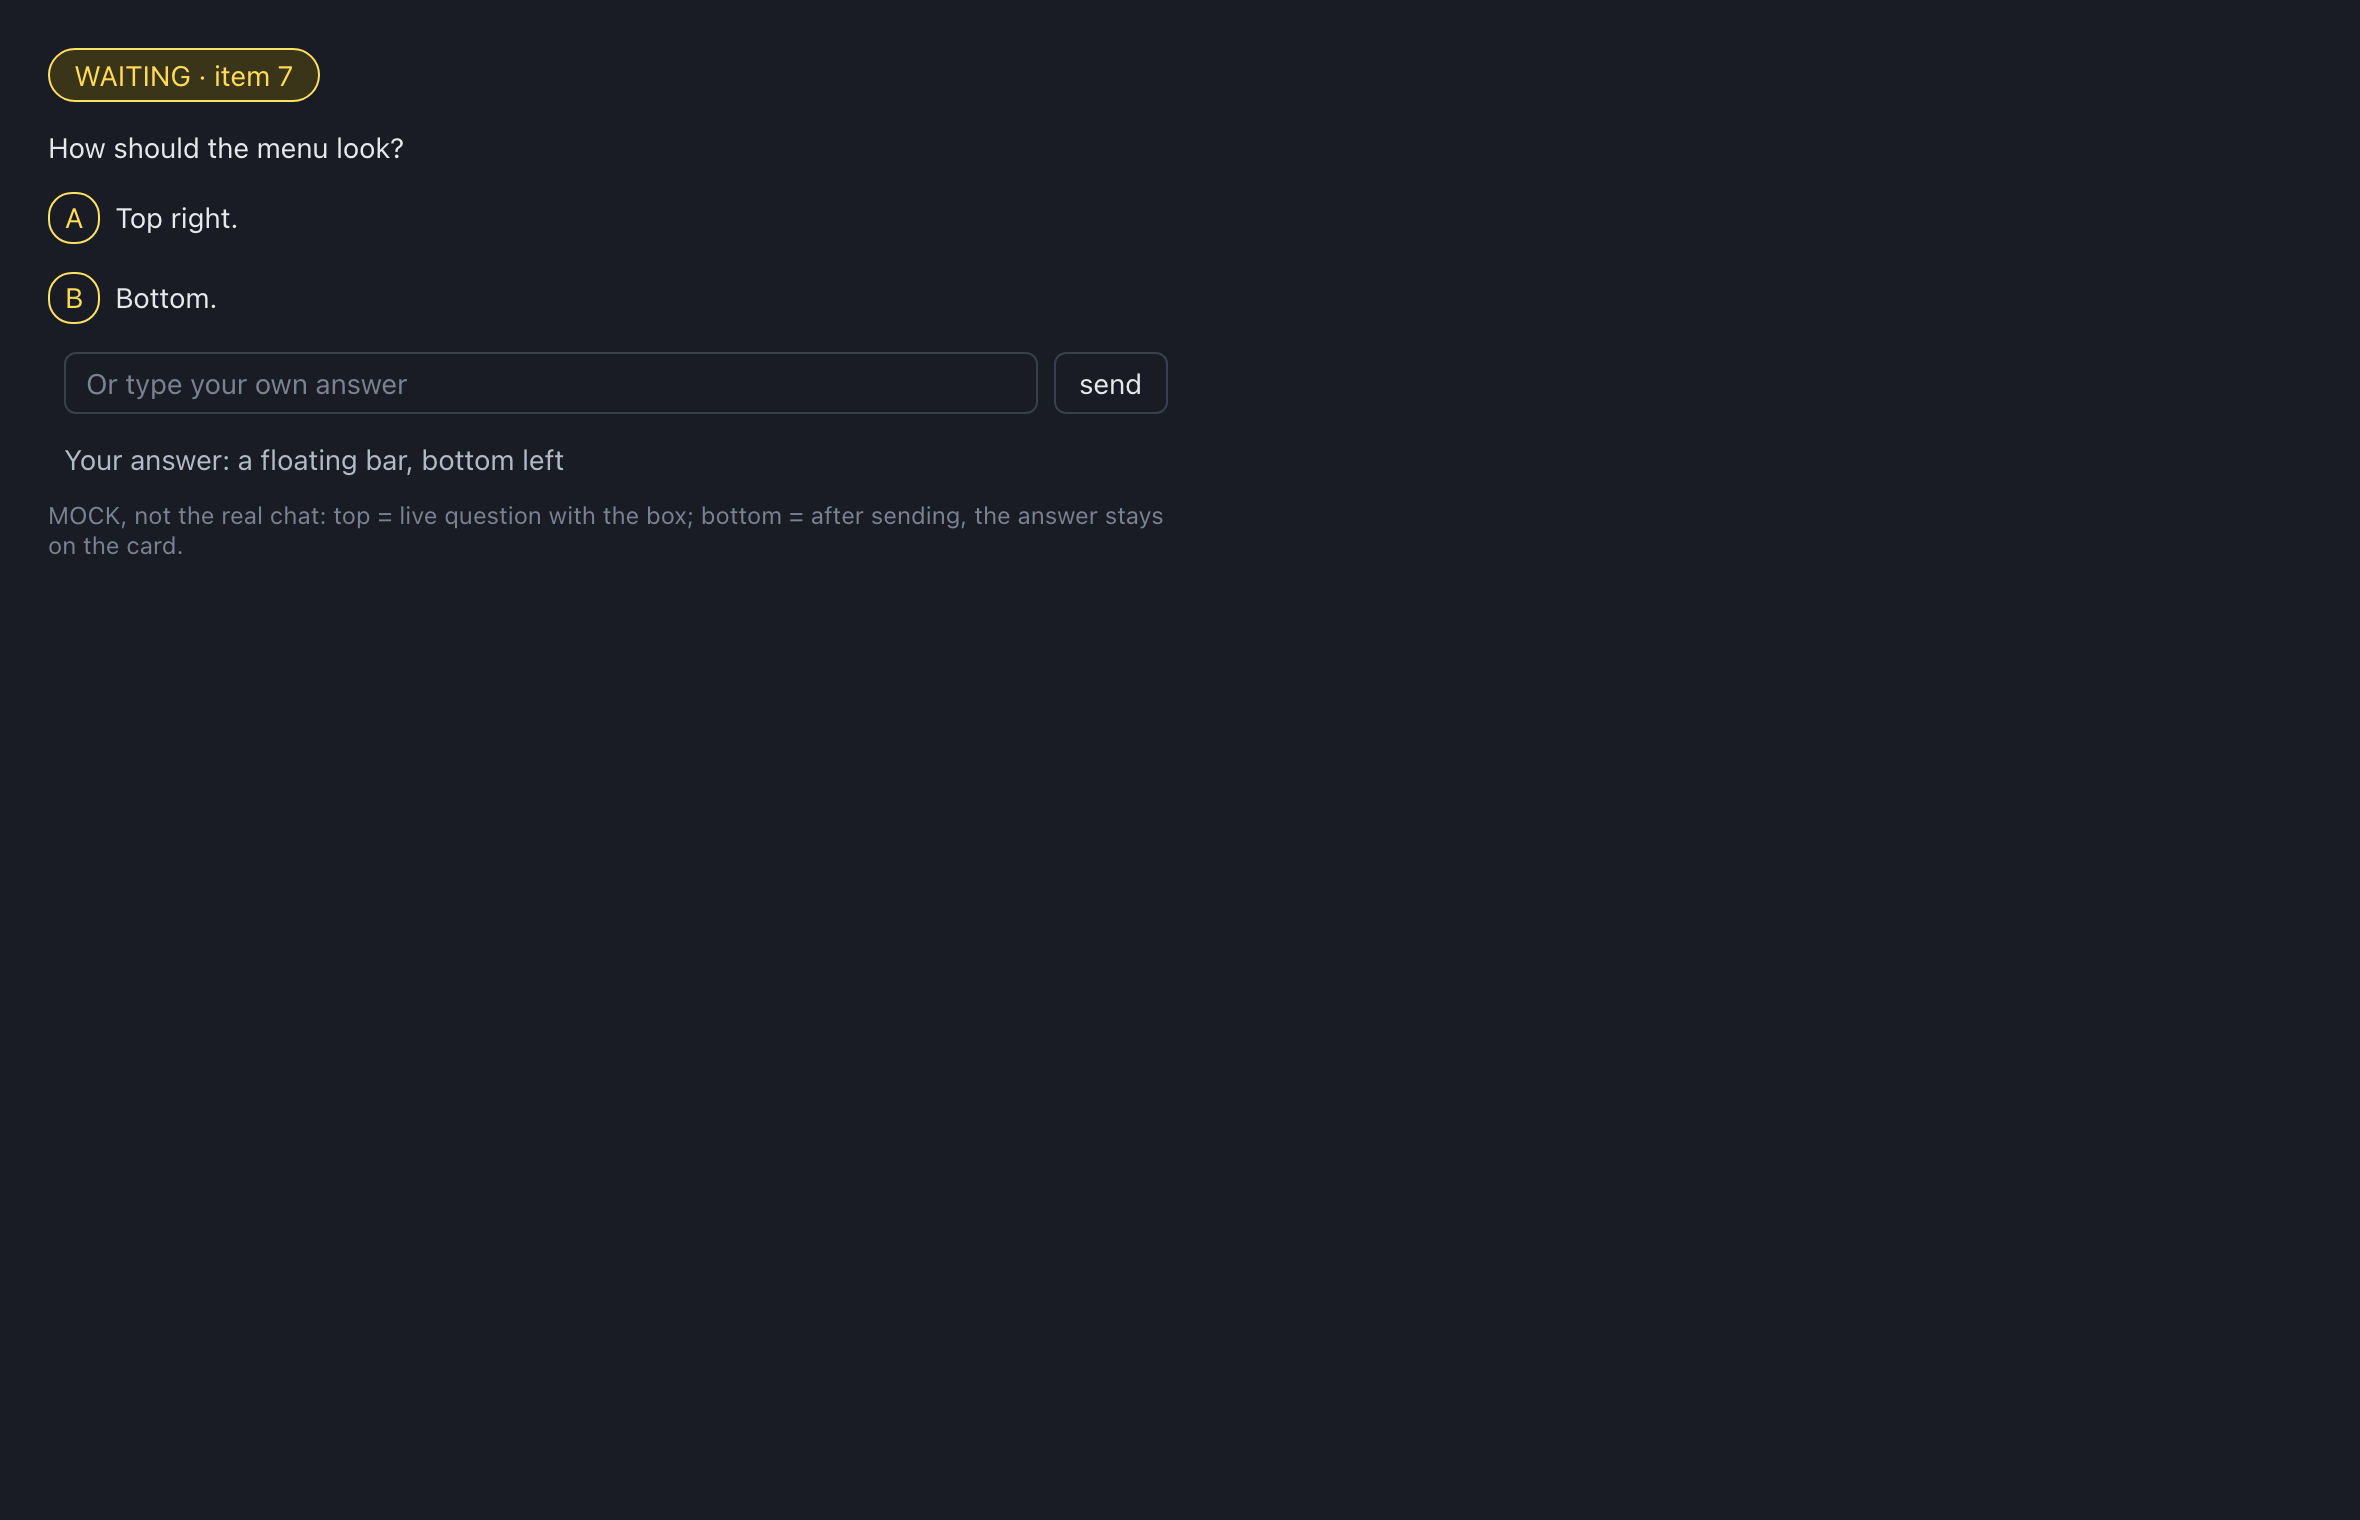 WAITING · item 7
How should the menu look?
A Top right.
B Bottom.
Or type your own answer send
Your answer: a floating bar, bottom left
MOCK, not the real chat: top = live question with the box; bottom = after sending, the answer stays
on the card.